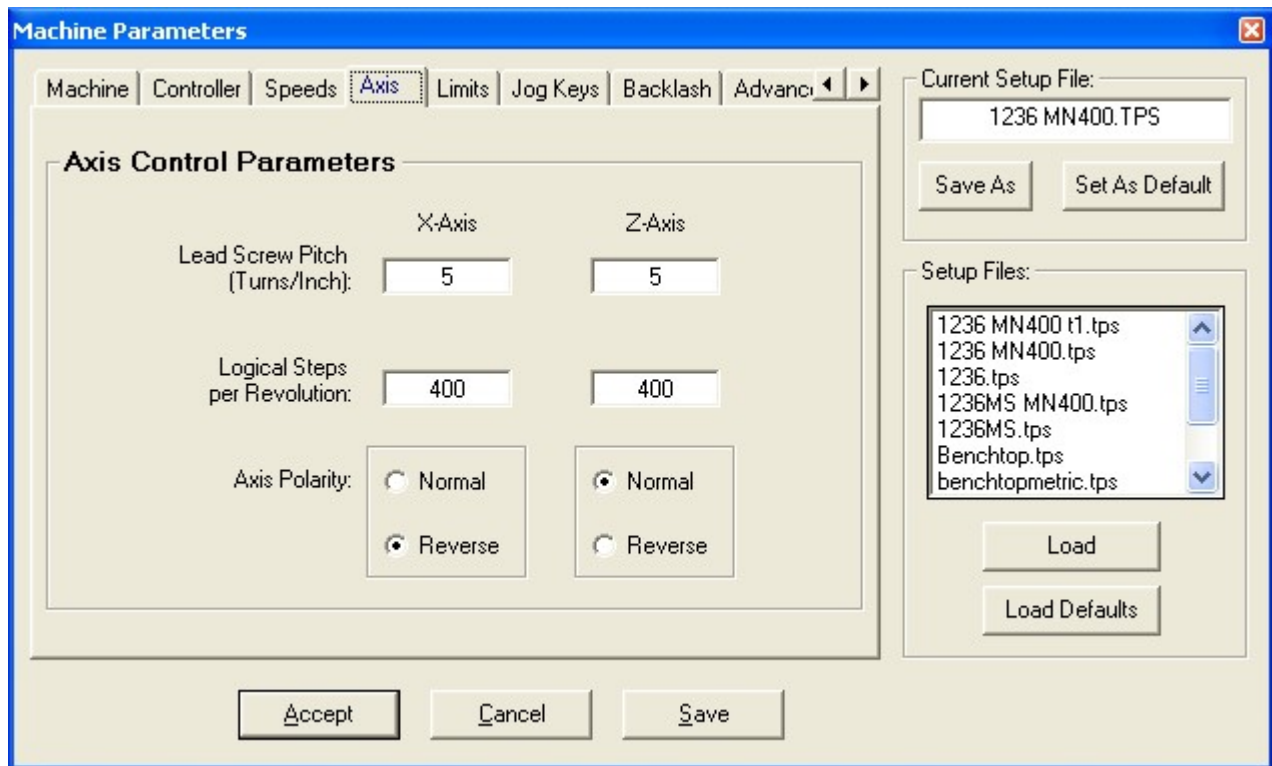 Machine Parameters
Machine Controller Speeds Axis Limits Jog Keys Backlash Advanc
Axis Control Parameters
X-Axis Z-Axis
Lead Screw Pitch
(Turns/Inch): 5 5
Logical Steps
per Revolution: 400 400
Axis Polarity: Normal Normal
Reverse Reverse
Accept Cancel Save
Current Setup File:
1236 MN400.TPS
Save As Set As Default
Setup Files:
1236 MN400 t1.tps
1236 MN400.tps
1236.tps
1236MS MN400.tps
1236MS.tps
Benchtop.tps
benchtopmetric.tps
Load
Load Defaults